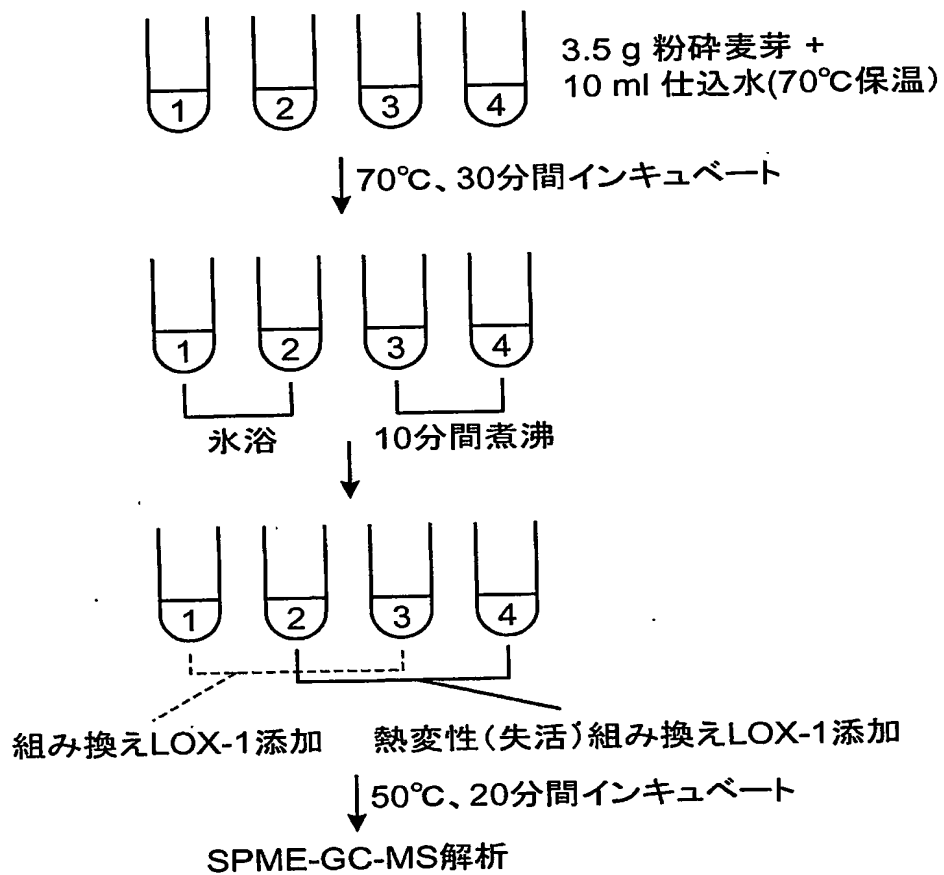 1 2 3 4
3.5 g 粉砕麦芽 +
10 ml 仕込水(70℃保温)
70℃、30分間インキュベート
1 2 3 4
氷浴 10分間煮沸
1 2 3 4
組み換えLOX-1添加 熱変性(失活)組み換えLOX-1添加
50℃、20分間インキュベート
SPME-GC-MS解析